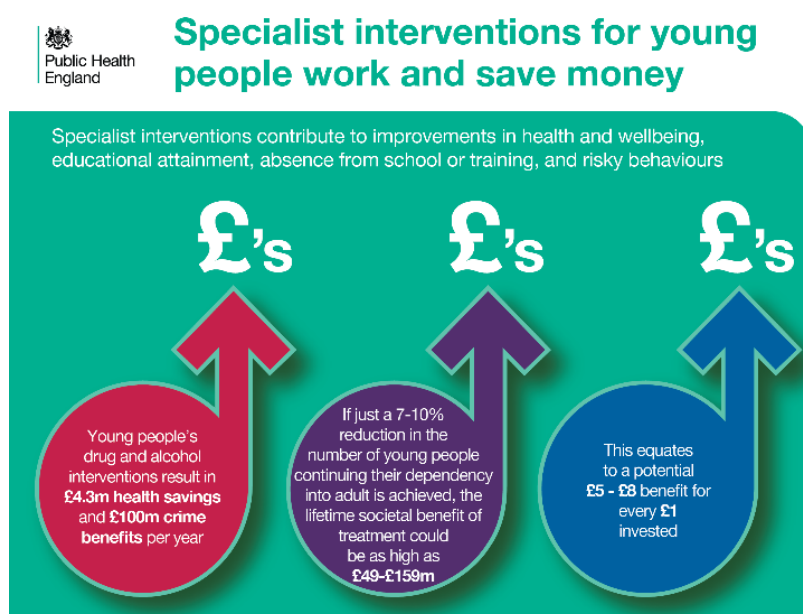 Public Health
England
Specialist interventions for young
people work and save money
Specialist interventions contribute to improvements in health and wellbeing,
educational attainment, absence from school or training, and risky behaviours
£’s
£’s
£’s
Young people’s
drug and alcohol
interventions result in
£4.3m health savings
and £100m crime
benefits per year
If just a 7-10%
reduction in the
number of young people
continuing their dependency
into adult is achieved, the
lifetime societal benefit of
treatment could
be as high as
£49-£159m
This equates
to a potential
£5 - £8 benefit for
every £1
invested